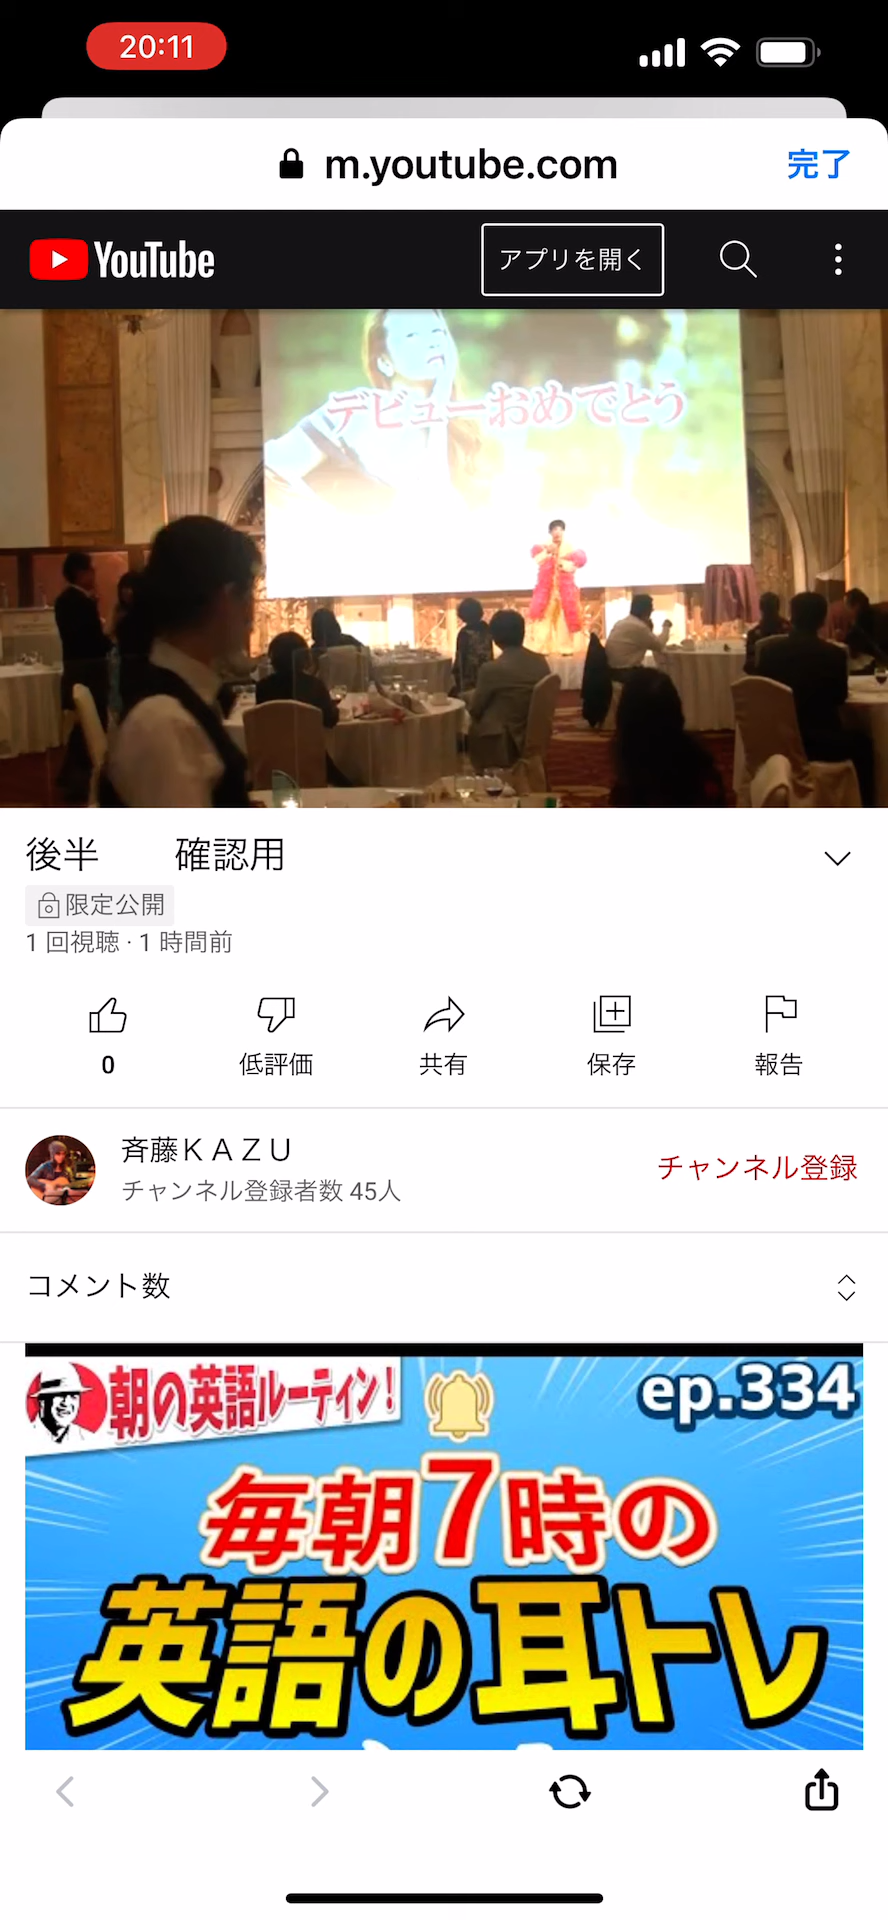 20:11
m.youtube.com
完了
YouTube
アプリを開く
デビューおめでとう
後半 確認用
限定公開
1 回視聴 · 1 時間前
0
低評価
共有
保存
報告
斉藤ＫＡＺＵ
チャンネル登録者数 45人
チャンネル登録
コメント数
朝の英語ルーティン!
ep.334
毎朝7時の
英語の耳トレ